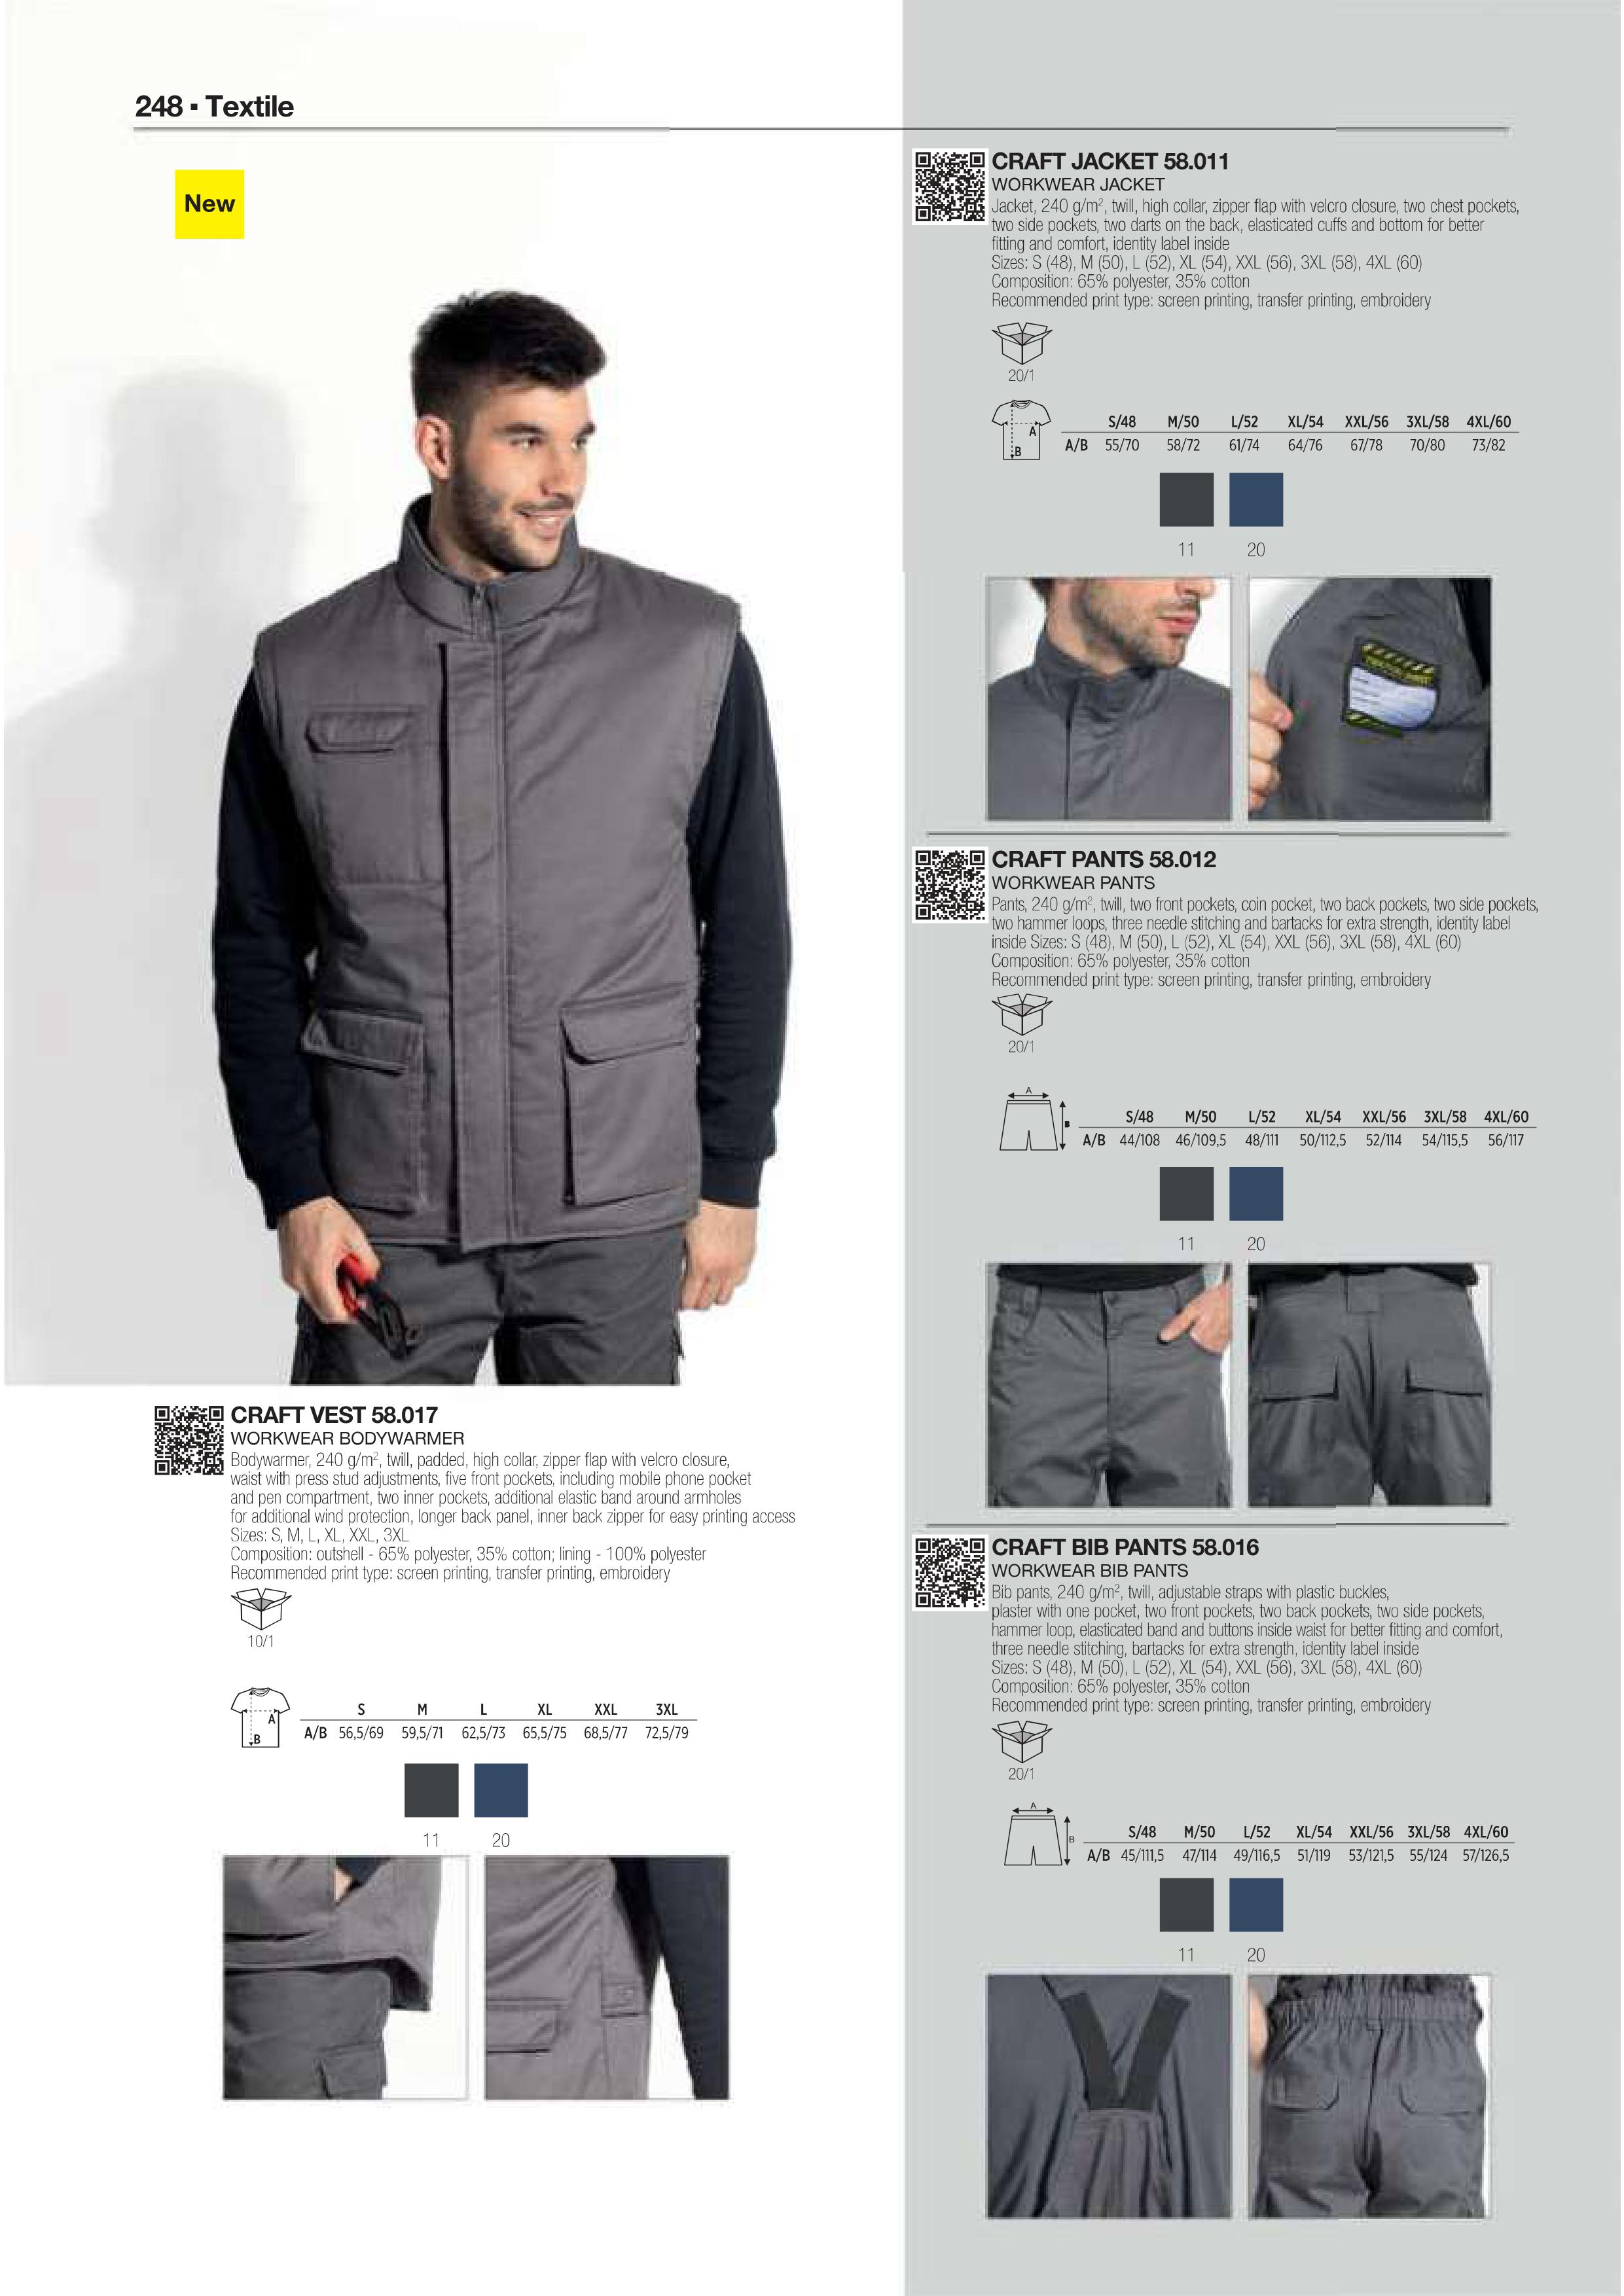 248 ▪ Textile
New
CRAFT JACKET 58.011
WORKWEAR JACKET
Jacket, 240 g/m², twill, high collar, zipper flap with velcro closure, two chest pockets,
two side pockets, two darts on the back, elasticated cuffs and bottom for better
fitting and comfort, identity label inside
Sizes: S (48), M (50), L (52), XL (54), XXL (56), 3XL (58), 4XL (60)
Composition: 65% polyester, 35% cotton
Recommended print type: screen printing, transfer printing, embroidery
20/1
A
B
S/48 M/50 L/52 XL/54 XXL/56 3XL/58 4XL/60
A/B 55/70 58/72 61/74 64/76 67/78 70/80 73/82
11 20
CRAFT PANTS 58.012
WORKWEAR PANTS
Pants, 240 g/m², twill, two front pockets, coin pocket, two back pockets, two side pockets,
two hammer loops, three needle stitching and bartacks for extra strength, identity label
inside Sizes: S (48), M (50), L (52), XL (54), XXL (56), 3XL (58), 4XL (60)
Composition: 65% polyester, 35% cotton
Recommended print type: screen printing, transfer printing, embroidery
20/1
A
B
S/48 M/50 L/52 XL/54 XXL/56 3XL/58 4XL/60
A/B 44/108 46/109,5 48/111 50/112,5 52/114 54/115,5 56/117
11 20
CRAFT VEST 58.017
WORKWEAR BODYWARMER
Bodywarmer, 240 g/m², twill, padded, high collar, zipper flap with velcro closure,
waist with press stud adjustments, five front pockets, including mobile phone pocket
and pen compartment, two inner pockets, additional elastic band around armholes
for additional wind protection, longer back panel, inner back zipper for easy printing access
Sizes: S, M, L, XL, XXL, 3XL
Composition: outshell - 65% polyester, 35% cotton; lining - 100% polyester
Recommended print type: screen printing, transfer printing, embroidery
10/1
A
B
S M L XL XXL 3XL
A/B 56,5/69 59,5/71 62,5/73 65,5/75 68,5/77 72,5/79
11 20
CRAFT BIB PANTS 58.016
WORKWEAR BIB PANTS
Bib pants, 240 g/m², twill, adjustable straps with plastic buckles,
plaster with one pocket, two front pockets, two back pockets, two side pockets,
hammer loop, elasticated band and buttons inside waist for better fitting and comfort,
three needle stitching, bartacks for extra strength, identity label inside
Sizes: S (48), M (50), L (52), XL (54), XXL (56), 3XL (58), 4XL (60)
Composition: 65% polyester, 35% cotton
Recommended print type: screen printing, transfer printing, embroidery
20/1
A
B
S/48 M/50 L/52 XL/54 XXL/56 3XL/58 4XL/60
A/B 45/111,5 47/114 49/116,5 51/119 53/121,5 55/124 57/126,5
11 20